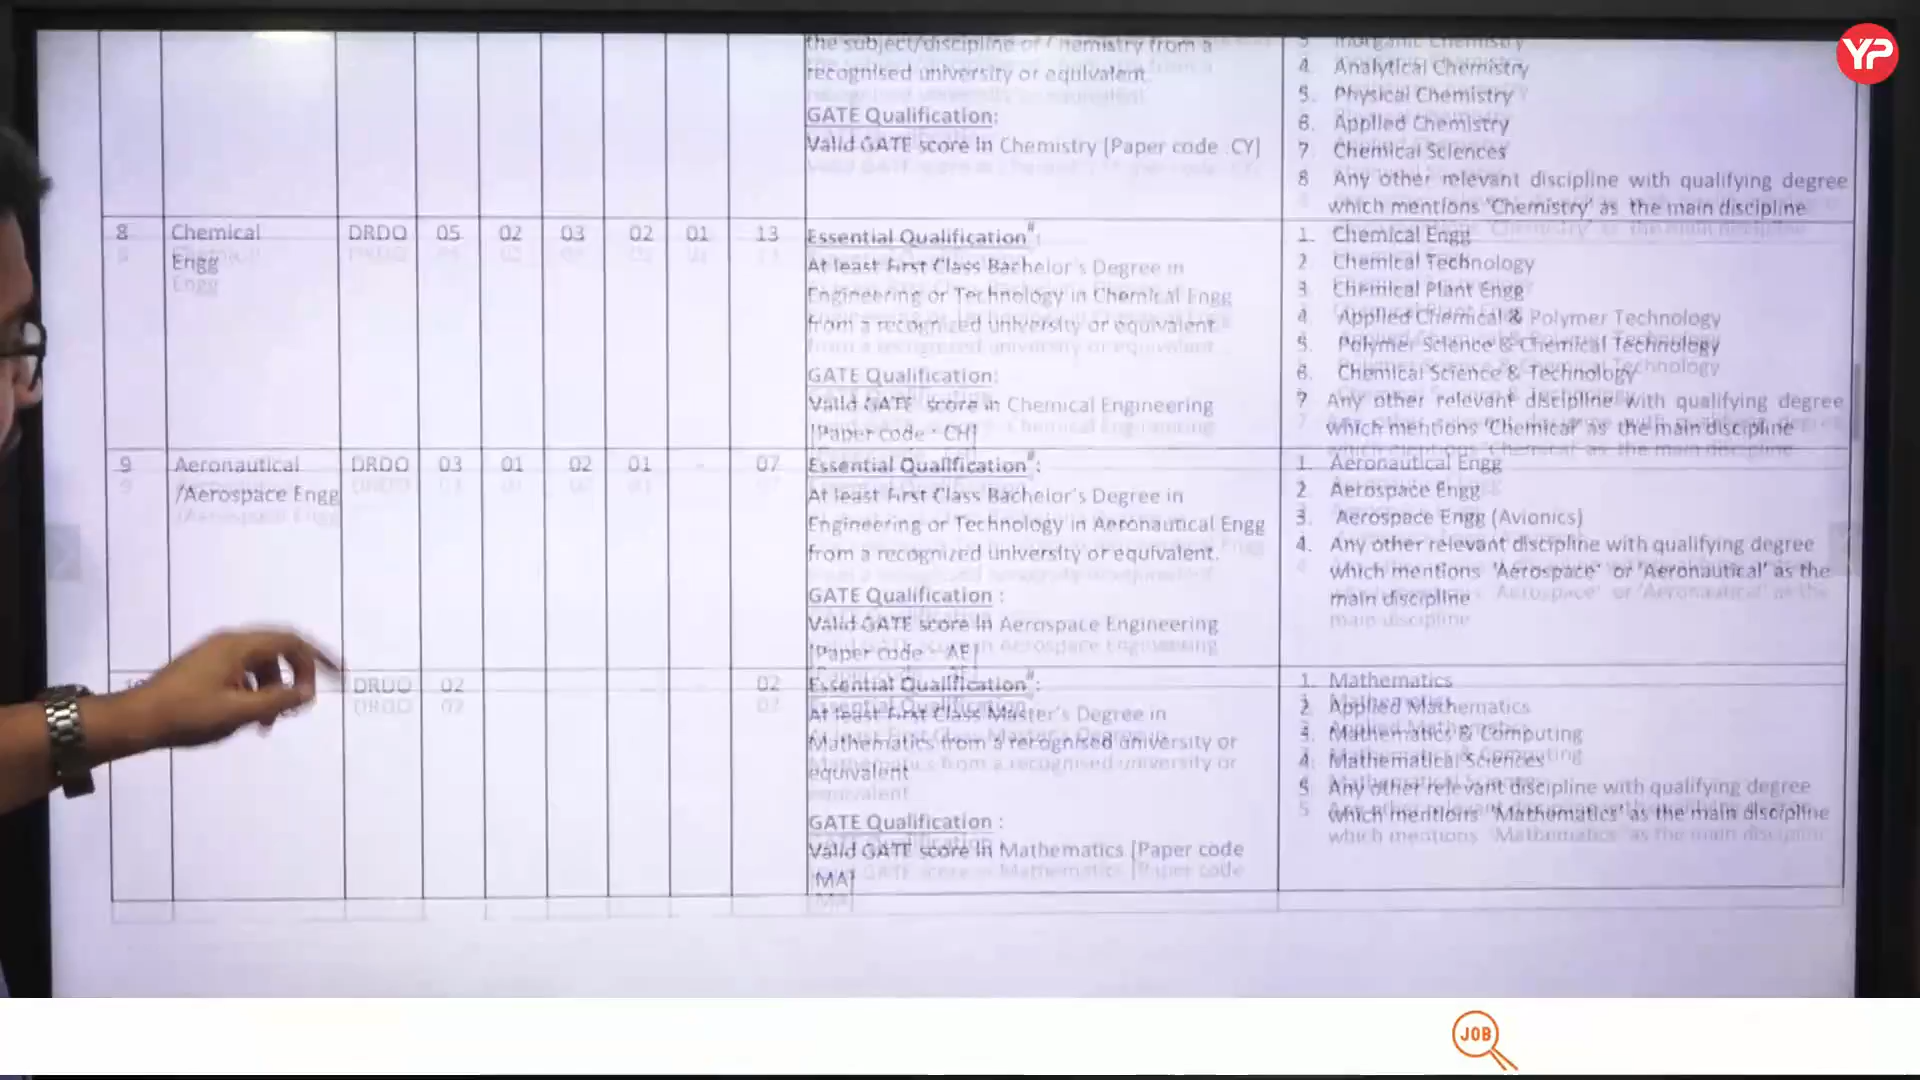 YP
the subject/discipline of Chemistry from a
recognised university or equivalent
GATE Qualification:
Valid GATE score in Chemistry [Paper code : CY]
3. Inorganic Chemistry
4. Analytical Chemistry
5. Physical Chemistry
6. Applied Chemistry
7. Chemical Sciences
8 Any other relevant discipline with qualifying degree
which mentions 'Chemistry' as the main discipline
8 Chemical DRDO 05 02 03 02 01 13
Engg
Essential Qualification#:
At least First Class Bachelor's Degree in
Engineering or Technology in Chemical Engg
from a recognized university or equivalent
GATE Qualification:
Valid GATE score in Chemical Engineering
[Paper code - CH]
1. Chemical Engg
2. Chemical Technology
3 Chemical Plant Engg
4. Applied Chemical & Polymer Technology
5. Polymer Science & Chemical Technology
6. Chemical Science & Technology
7 Any other relevant discipline with qualifying degree
which mentions 'Chemical' as the main discipline
9 Aeronautical DRDO 03 01 02 01 - 07
/Aerospace Engg
Essential Qualification#:
At least First Class Bachelor's Degree in
Engineering or Technology in Aeronautical Engg
from a recognized university or equivalent.
GATE Qualification :
Valid GATE score in Aerospace Engineering
[Paper code - AE]
1. Aeronautical Engg
2. Aerospace Engg
3. Aerospace Engg (Avionics)
4. Any other relevant discipline with qualifying degree
which mentions 'Aerospace' or 'Aeronautical' as the
main discipline
DRDO 02 02
Essential Qualification#:
At least First Class Master's Degree in
Mathematics from a recognised university or
equivalent
GATE Qualification :
Valid GATE score in Mathematics [Paper code
MA]
1. Mathematics
2. Applied Mathematics
3. Mathematics & Computing
4. Mathematical Sciences
5 Any other relevant discipline with qualifying degree
which mentions 'Mathematics' as the main discipline
JOB